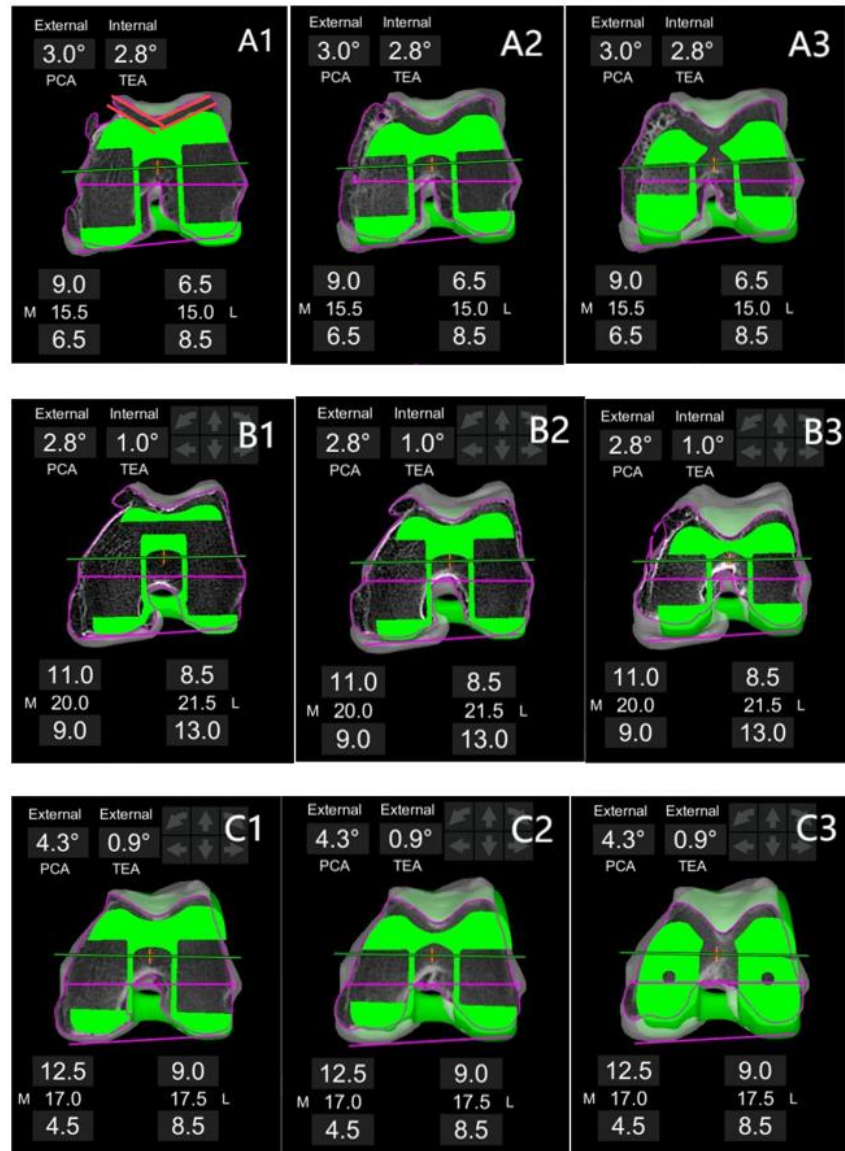 External Internal A1
3.0° 2.8°
PCA TEA
9.0 6.5
M 15.5 15.0 L
6.5 8.5
External Internal A2
3.0° 2.8°
PCA TEA
9.0 6.5
M 15.5 15.0 L
6.5 8.5
External Internal A3
3.0° 2.8°
PCA TEA
9.0 6.5
M 15.5 15.0 L
6.5 8.5
External Internal B1
2.8° 1.0°
PCA TEA
11.0 8.5
M 20.0 21.5 L
9.0 13.0
External Internal B2
2.8° 1.0°
PCA TEA
11.0 8.5
M 20.0 21.5 L
9.0 13.0
External Internal B3
2.8° 1.0°
PCA TEA
11.0 8.5
M 20.0 21.5 L
9.0 13.0
External External C1
4.3° 0.9°
PCA TEA
12.5 9.0
M 17.0 17.5 L
4.5 8.5
External External C2
4.3° 0.9°
PCA TEA
12.5 9.0
M 17.0 17.5 L
4.5 8.5
External External C3
4.3° 0.9°
PCA TEA
12.5 9.0
M 17.0 17.5 L
4.5 8.5